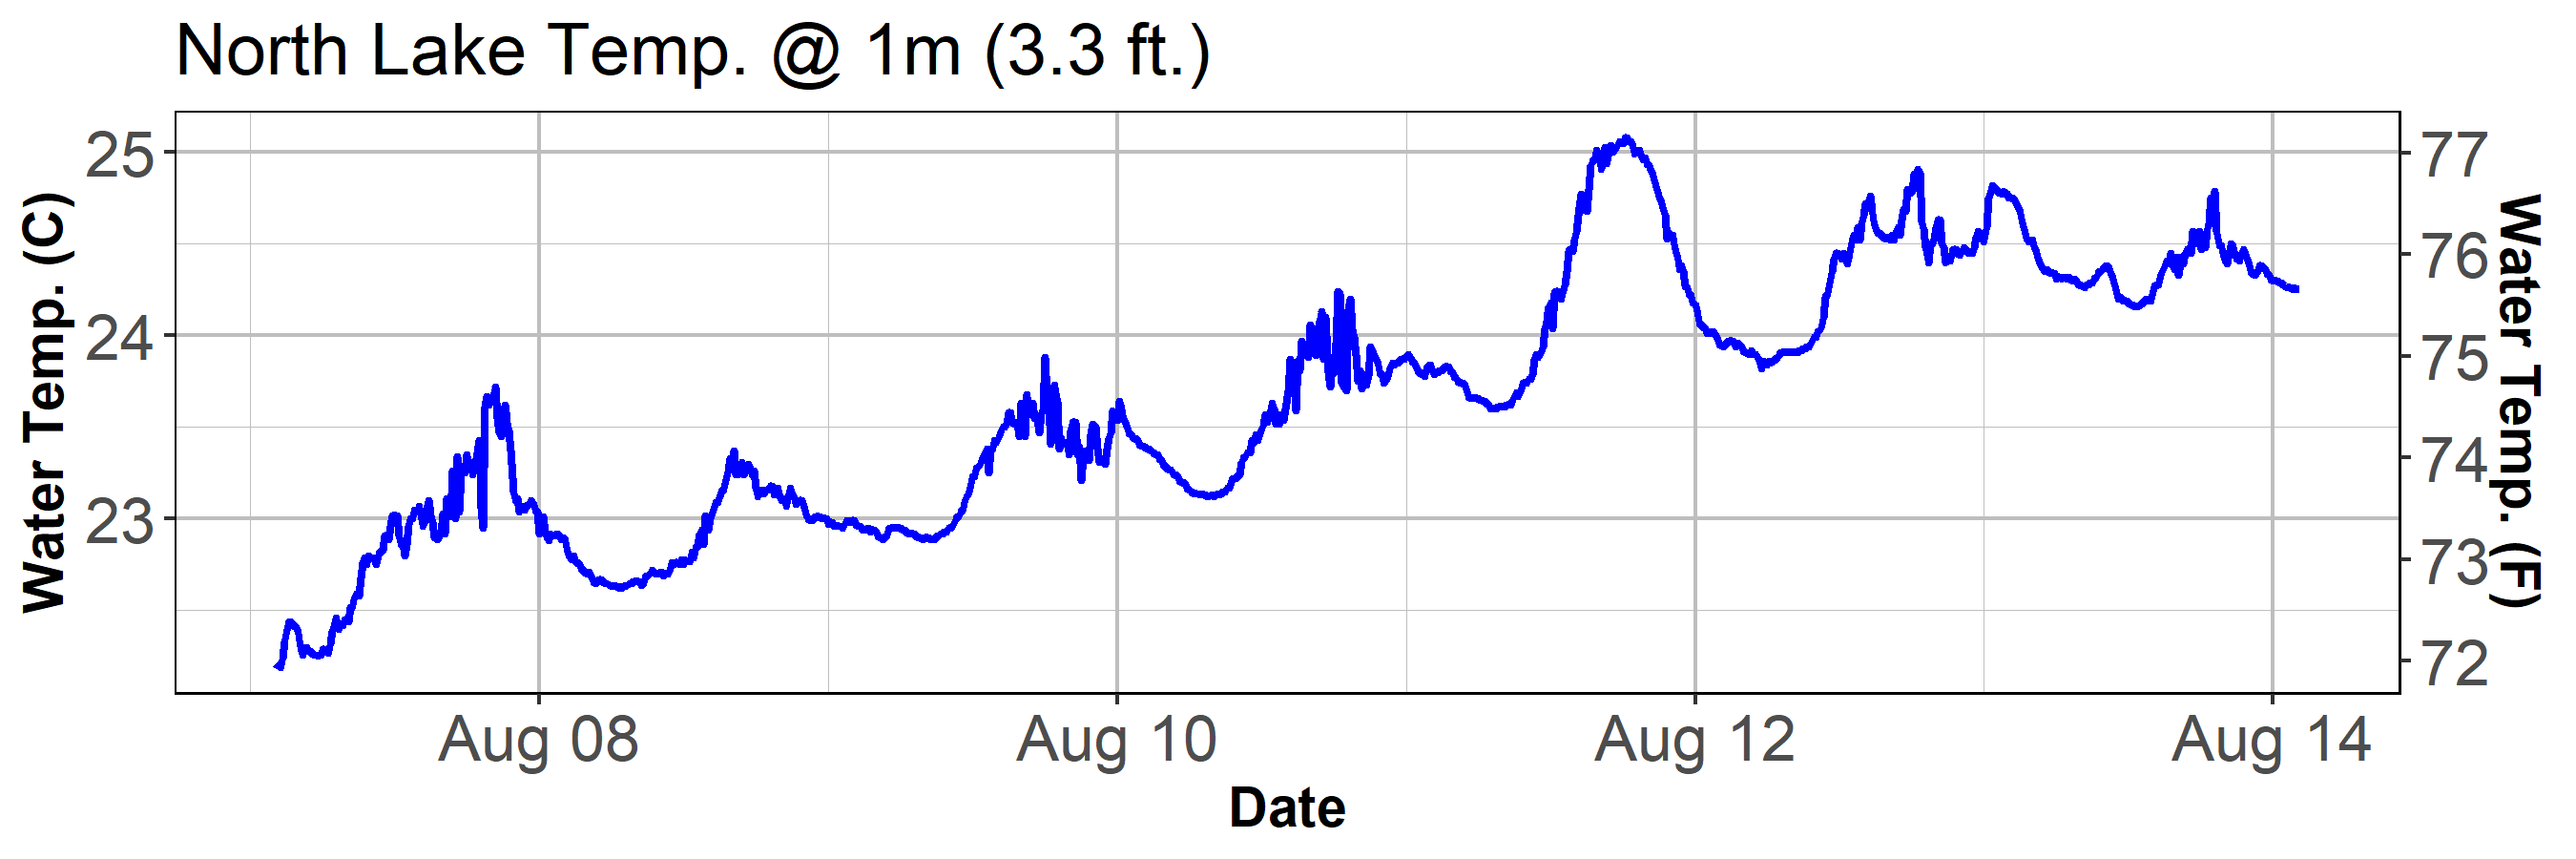 North Lake Temp. @ 1m (3.3 ft.)
Water Temp. (C)
25
24
23
77
76
75
74
73
72
Water Temp. (F)
Aug 08 Aug 10 Aug 12 Aug 14
Date